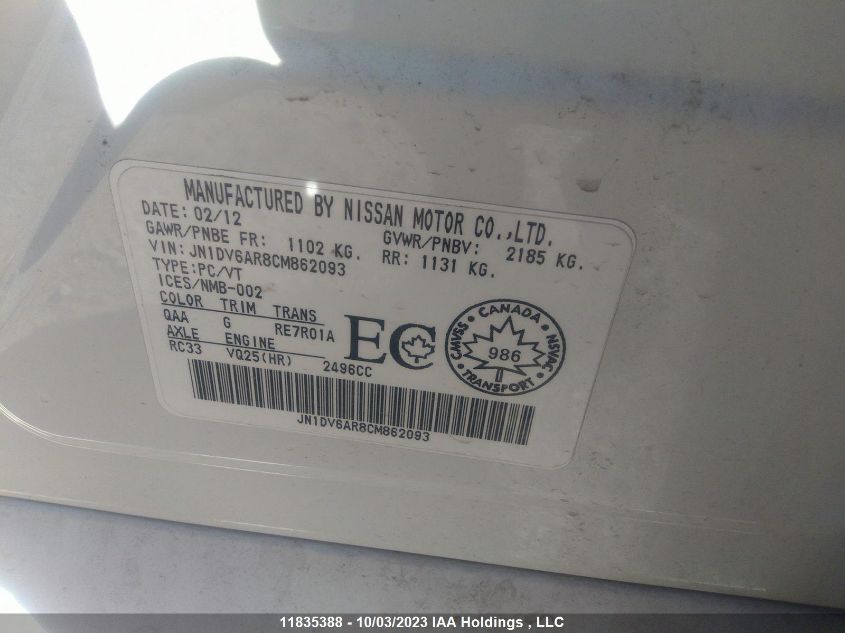 MANUFACTURED BY NISSAN MOTOR CO.,LTD.
DATE: 02/12
GAWR/PNBE FR: 1102 KG. GVWR/PNBV: 2185 KG.
VIN: JN1DV6AR8CM862093 RR: 1131 KG.
TYPE:PC/VT
ICES/NMB-002
COLOR TRIM TRANS
QAA G RE7R01A
AXLE ENGINE
RC33 VQ25(HR) 2496CC
EC
CANADA
CMVSS NSVAC
986
TRANSPORT
JN1DV6AR8CM862093
11835388 - 10/03/2023 IAA Holdings , LLC